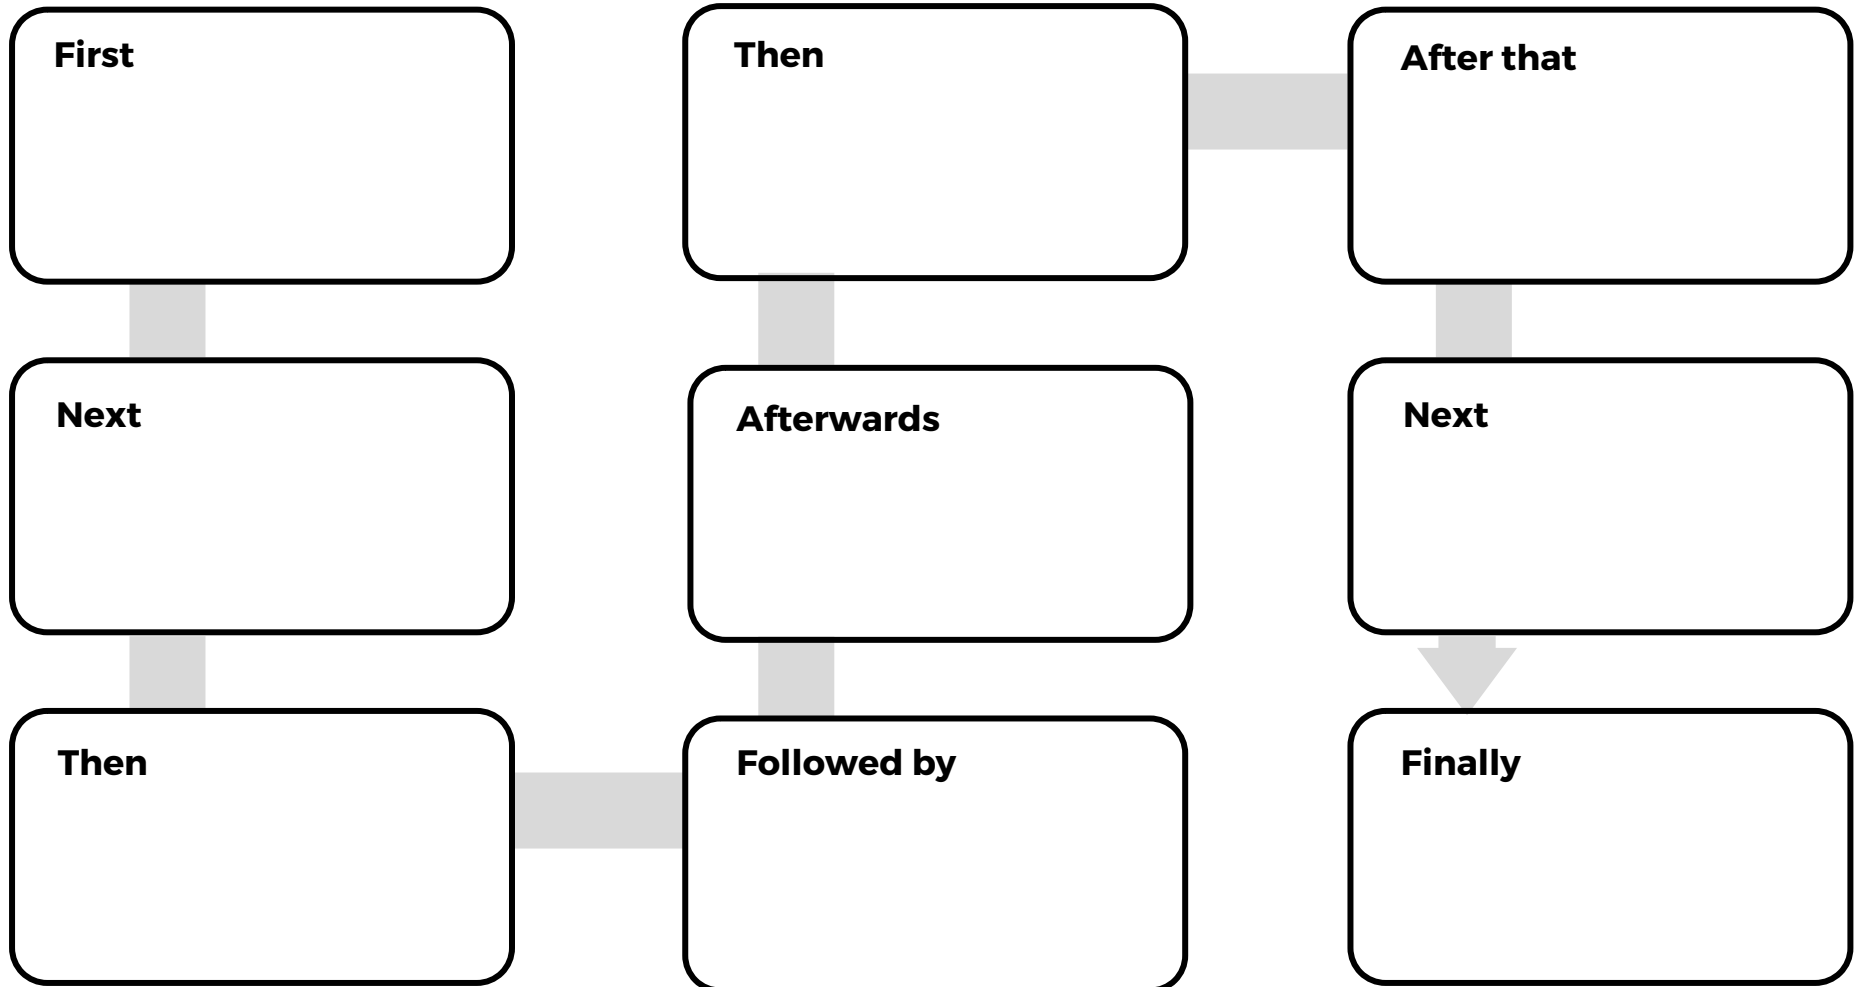 First
Next
Then
Followed by
Afterwards
Then
After that
Next
Finally